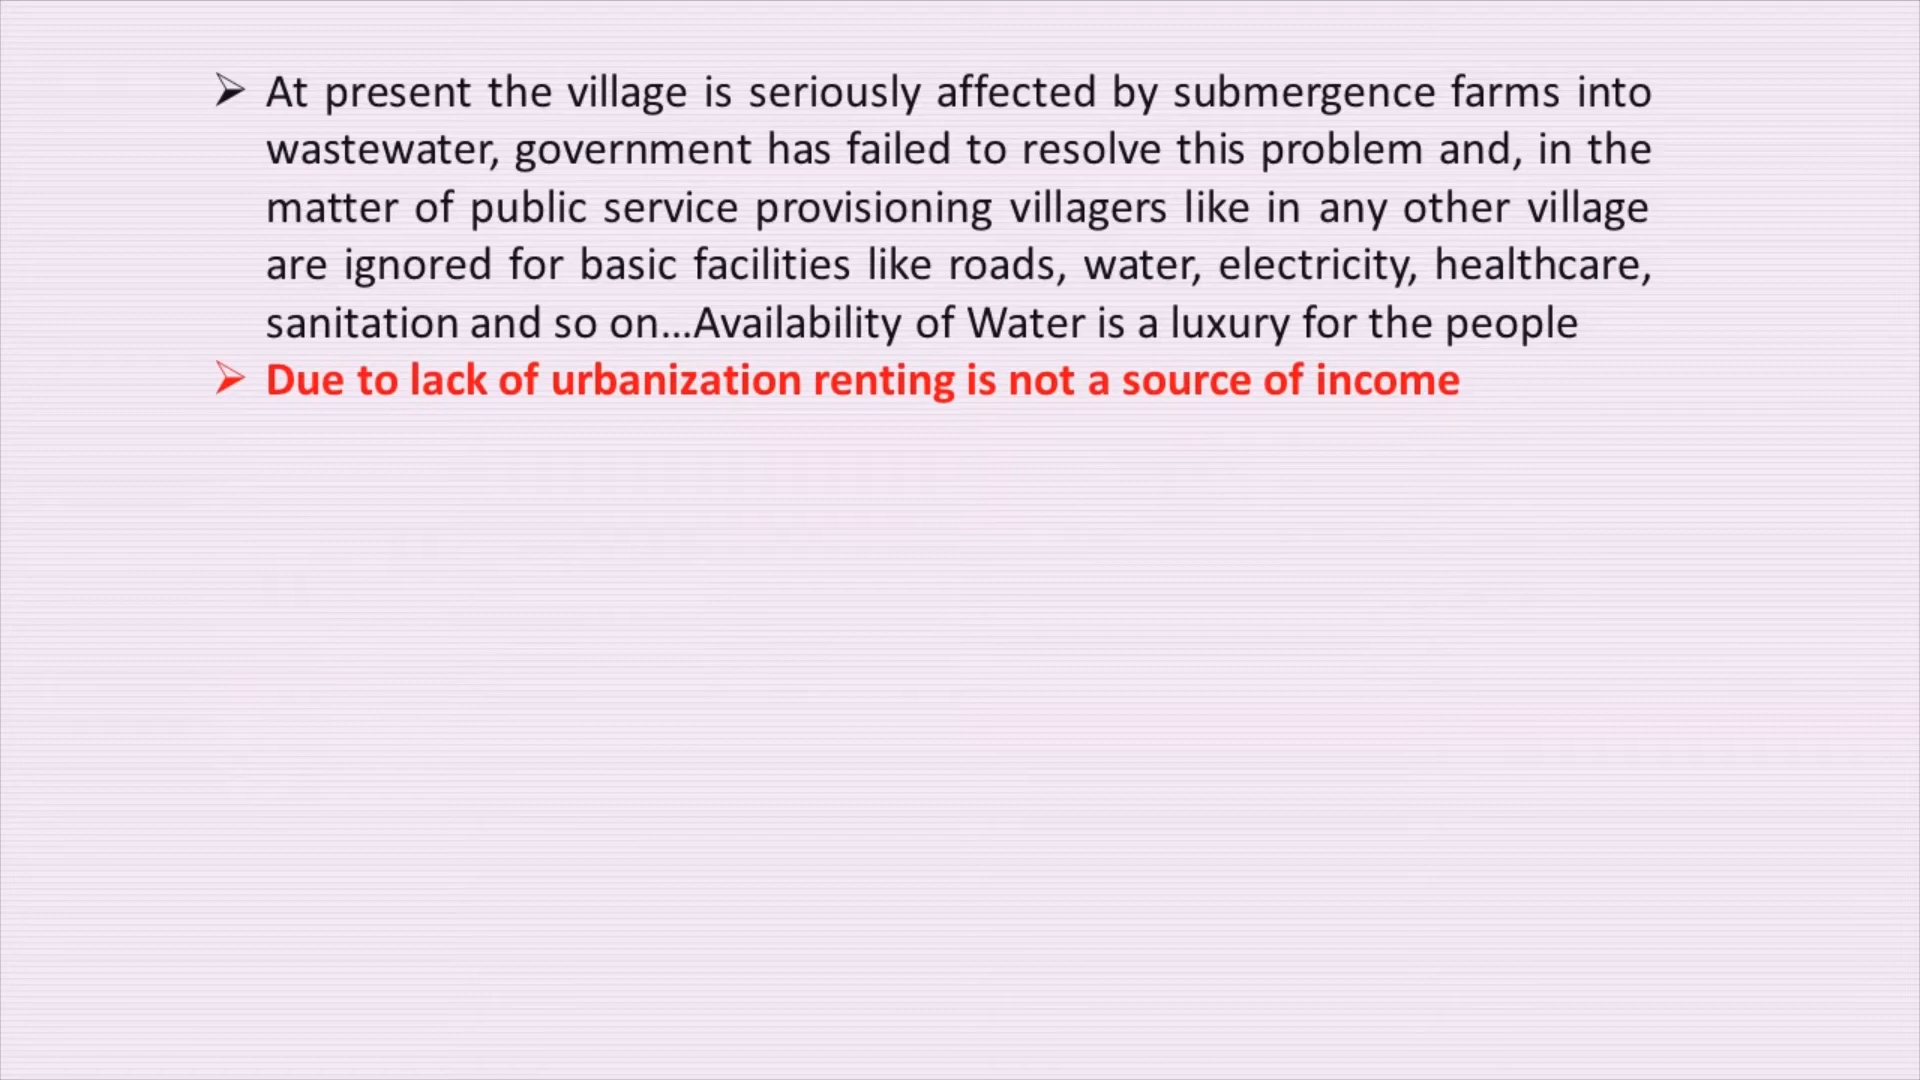 ➢ At present the village is seriously affected by submergence farms into
wastewater, government has failed to resolve this problem and, in the
matter of public service provisioning villagers like in any other village
are ignored for basic facilities like roads, water, electricity, healthcare,
sanitation and so on...Availability of Water is a luxury for the people
➢ Due to lack of urbanization renting is not a source of income